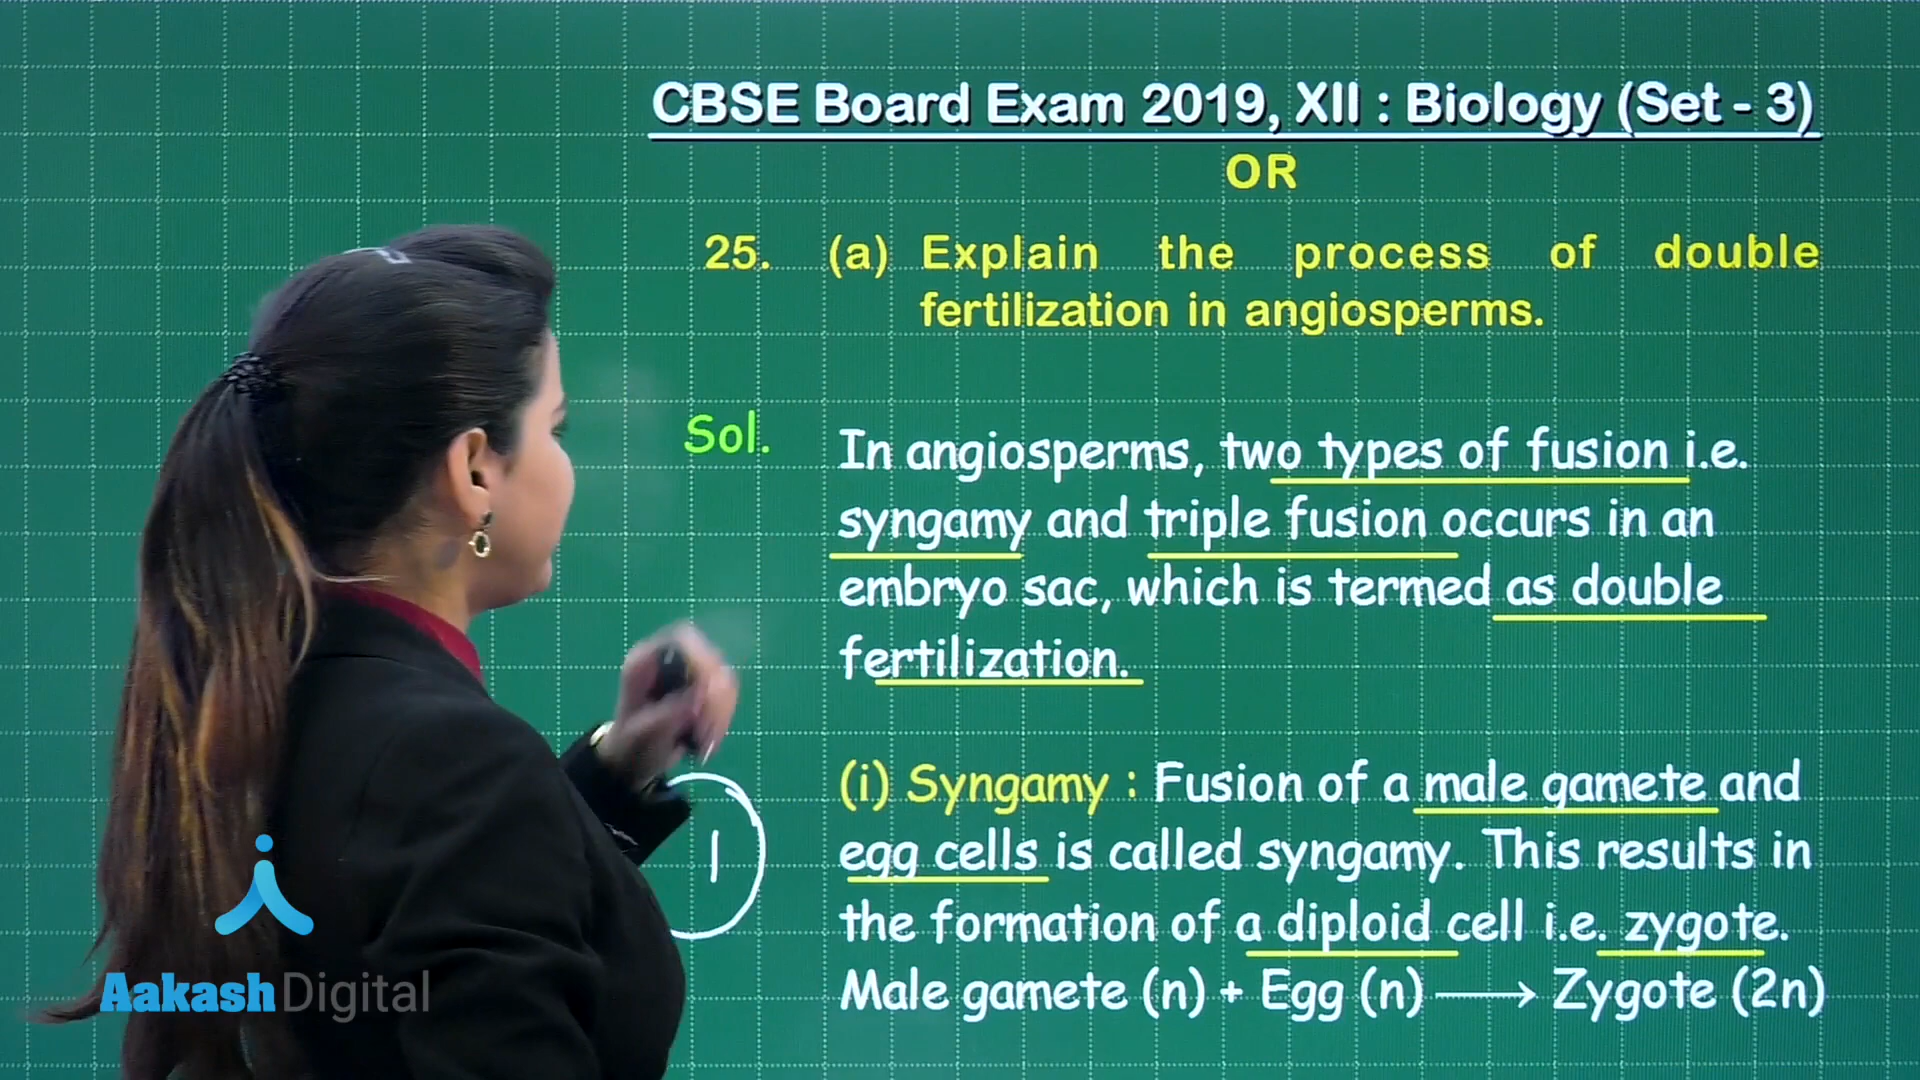 CBSE Board Exam 2019, XII : Biology (Set - 3)
OR
25. (a) Explain the process of double
fertilization in angiosperms.
Sol. In angiosperms, two types of fusion i.e.
syngamy and triple fusion occurs in an
embryo sac, which is termed as double
fertilization.
(i) Syngamy : Fusion of a male gamete and
egg cells is called syngamy. This results in
the formation of a diploid cell i.e. zygote.
Male gamete (n) + Egg (n) ⟶ Zygote (2n)
1
Aakash Digital